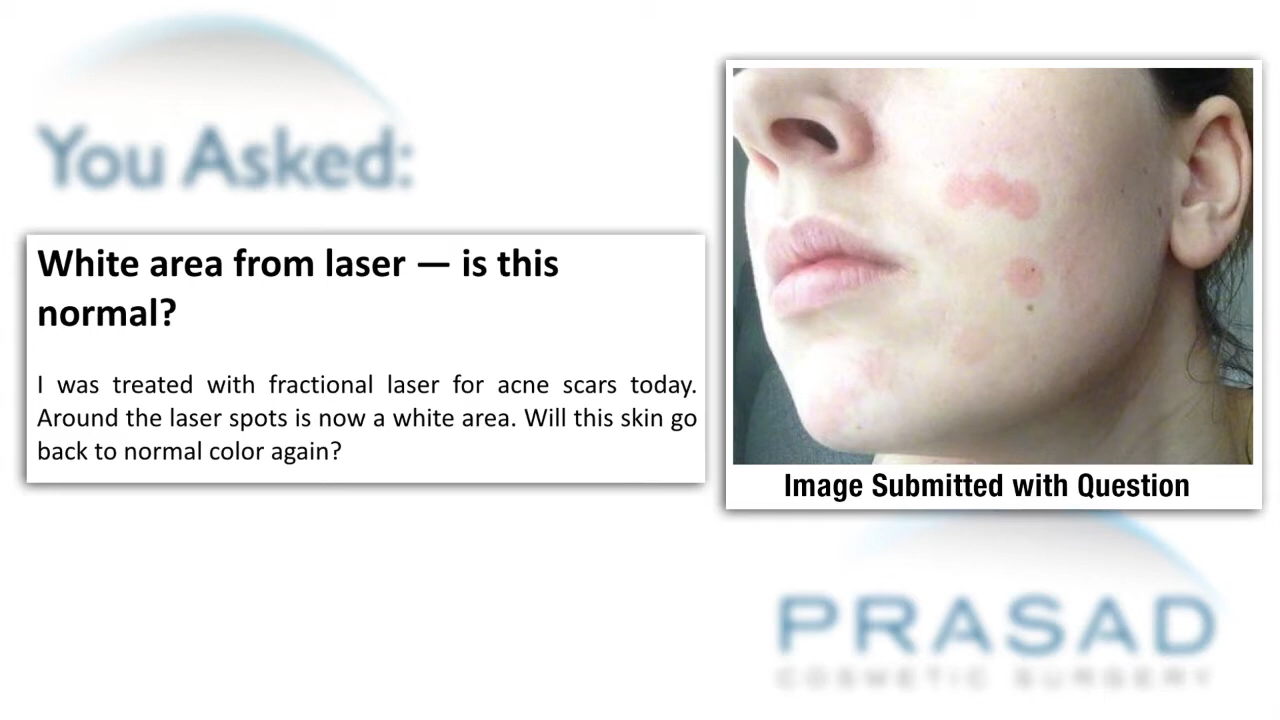 You Asked:
White area from laser — is this
normal?
I was treated with fractional laser for acne scars today.
Around the laser spots is now a white area. Will this skin go
back to normal color again?
Image Submitted with Question
PRASAD
COSMETIC SURGERY